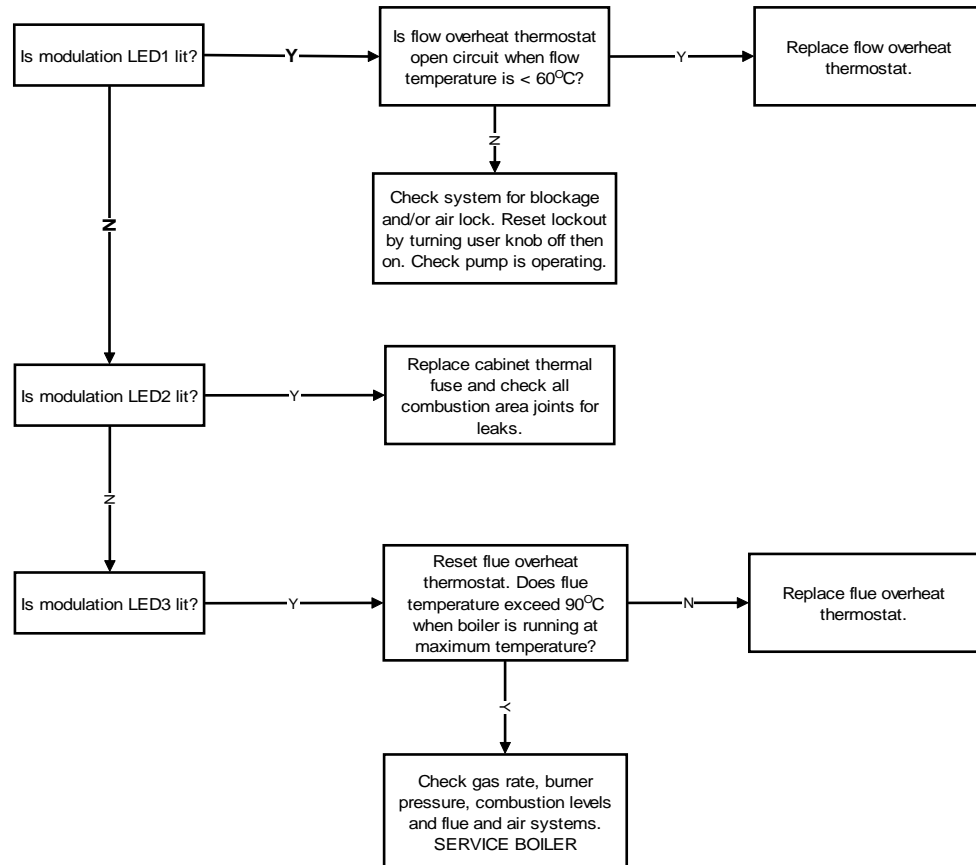 Is modulation LED1 lit?
Y
Is flow overheat thermostat
open circuit when flow
temperature is < 60°C?
Y
Replace flow overheat
thermostat.
N
N
Check system for blockage
and/or air lock. Reset lockout
by turning user knob off then
on. Check pump is operating.
Is modulation LED2 lit?
Y
Replace cabinet thermal
fuse and check all
combustion area joints for
leaks.
N
Is modulation LED3 lit?
Y
Reset flue overheat
thermostat. Does flue
temperature exceed 90°C
when boiler is running at
maximum temperature?
N
Replace flue overheat
thermostat.
Y
Check gas rate, burner
pressure, combustion levels
and flue and air systems.
SERVICE BOILER